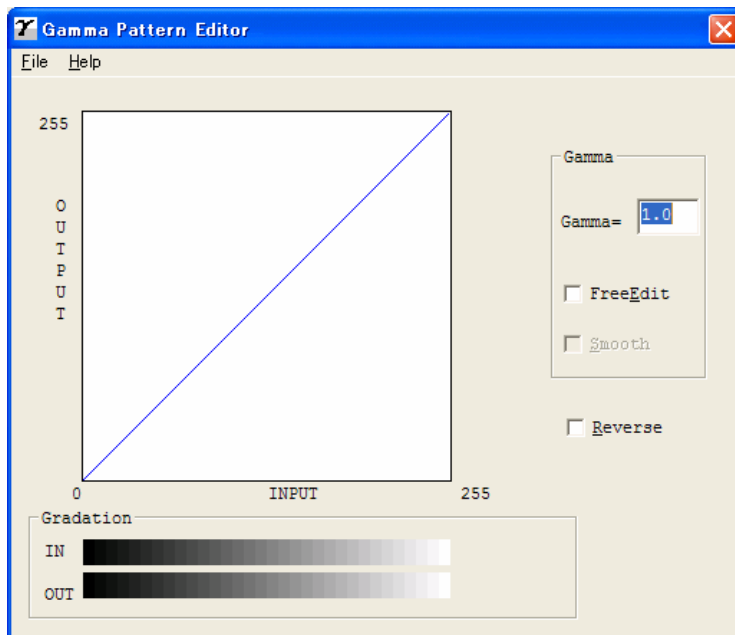 Gamma Pattern Editor
File Help
255
OUTPUT
0 INPUT 255
Gamma
Gamma= 1.0
FreeEdit
Smooth
Reverse
Gradation
IN
OUT